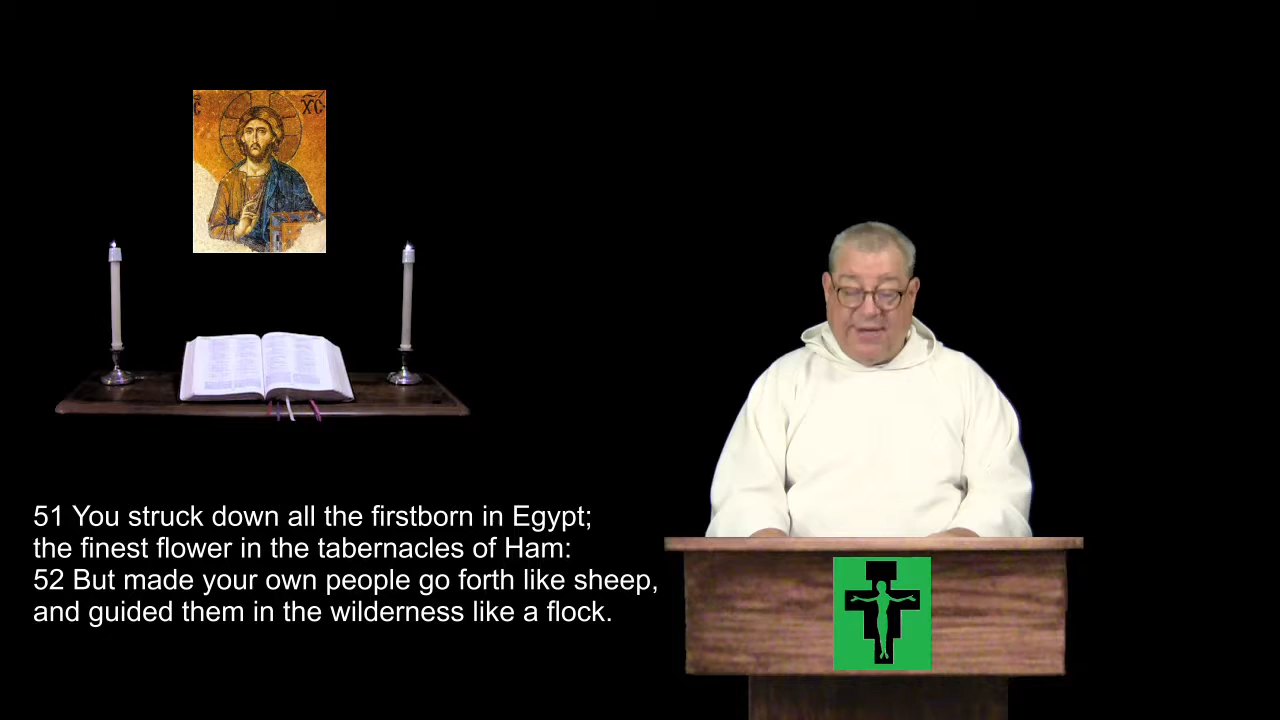 ΧC
51 You struck down all the firstborn in Egypt;
the finest flower in the tabernacles of Ham:
52 But made your own people go forth like sheep,
and guided them in the wilderness like a flock.